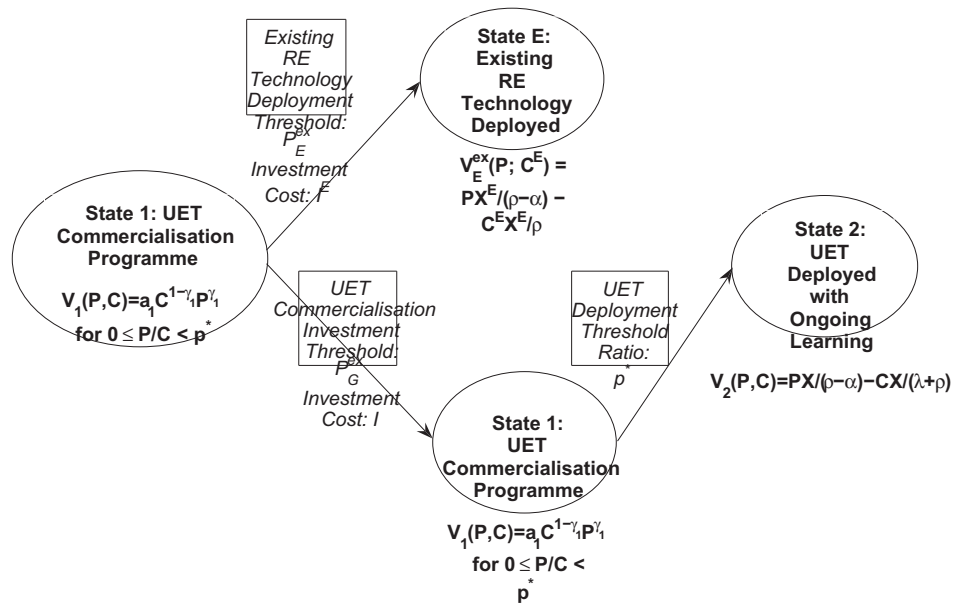 Existing
RE
Technology
Deployment
Threshold:
P_E^ex
Investment
Cost: I^E
State E:
Existing
RE
Technology
Deployed
V_E^ex(P; C^E) =
PX^E/(ρ−α) −
C^EX^E/ρ
State 1: UET
Commercialisation
Programme
V_1(P,C)=a_1C^{1−γ_1}P^{γ_1}
for 0 ≤ P/C < p^*
UET
Commercialisation
Investment
Threshold:
P_G^ex
Investment
Cost: I
UET
Deployment
Threshold
Ratio:
p^*
State 2:
UET
Deployed
with
Ongoing
Learning
V_2(P,C)=PX/(ρ−α)−CX/(λ+ρ)
State 1:
UET
Commercialisation
Programme
V_1(P,C)=a_1C^{1−γ_1}P^{γ_1}
for 0 ≤ P/C <
p^*